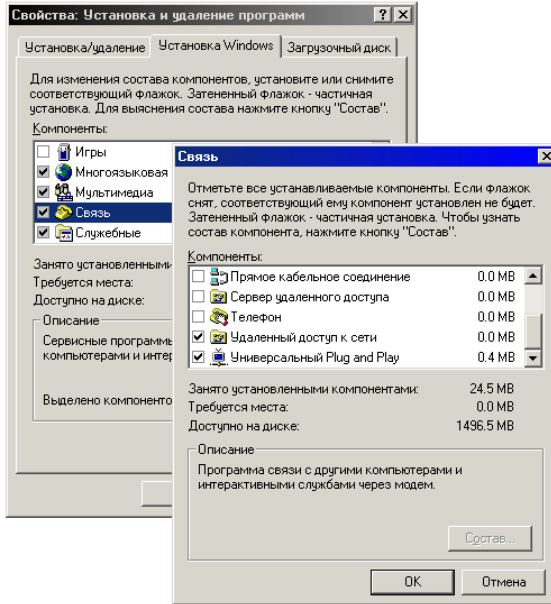 Свойства: Установка и удаление программ
Установка/удаление
Установка Windows
Загрузочный диск
Для изменения состава компонентов, установите или снимите
соответствующий флажок. Затененный флажок - частичная
установка. Для выяснения состава нажмите кнопку "Состав".
Компоненты:
Игры
Многоязыковая
Мультимедиа
Связь
Служебные
Занято установленными
Требуется места:
Доступно на диске:
Описание
Сервисные
компьютерами и
Выделено
Связь
Отметьте все устанавливаемые компоненты. Если флажок
снят, соответствующий ему компонент установлен не будет.
Затененный флажок - частичная установка. Чтобы узнать
состав компонента, нажмите кнопку "Состав".
Компоненты:
Прямое кабельное соединение 0.0 MB
Сервер удаленного доступа 0.0 MB
Телефон 0.0 MB
Удаленный доступ к сети 0.0 MB
Универсальный Plug and Play 0.4 MB
Занято установленными компонентами: 24.5 MB
Требуется места: 0.0 MB
Доступно на диске: 1496.5 MB
Описание
Программа связи с другими компьютерами и
интерактивными службами через модем.
Состав...
OK
Отмена